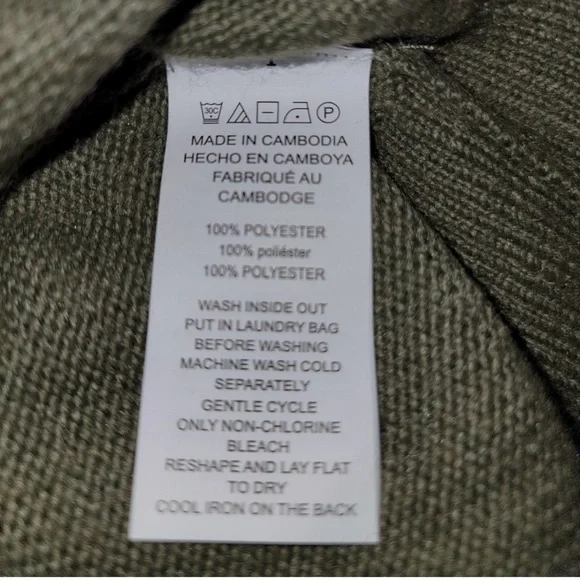 30C P
MADE IN CAMBODIA
HECHO EN CAMBOYA
FABRIQUÉ AU
CAMBODGE
100% POLYESTER
100% poliéster
100% POLYESTER
WASH INSIDE OUT
PUT IN LAUNDRY BAG
BEFORE WASHING
MACHINE WASH COLD
SEPARATELY
GENTLE CYCLE
ONLY NON-CHLORINE
BLEACH
RESHAPE AND LAY FLAT
TO DRY
COOL IRON ON THE BACK